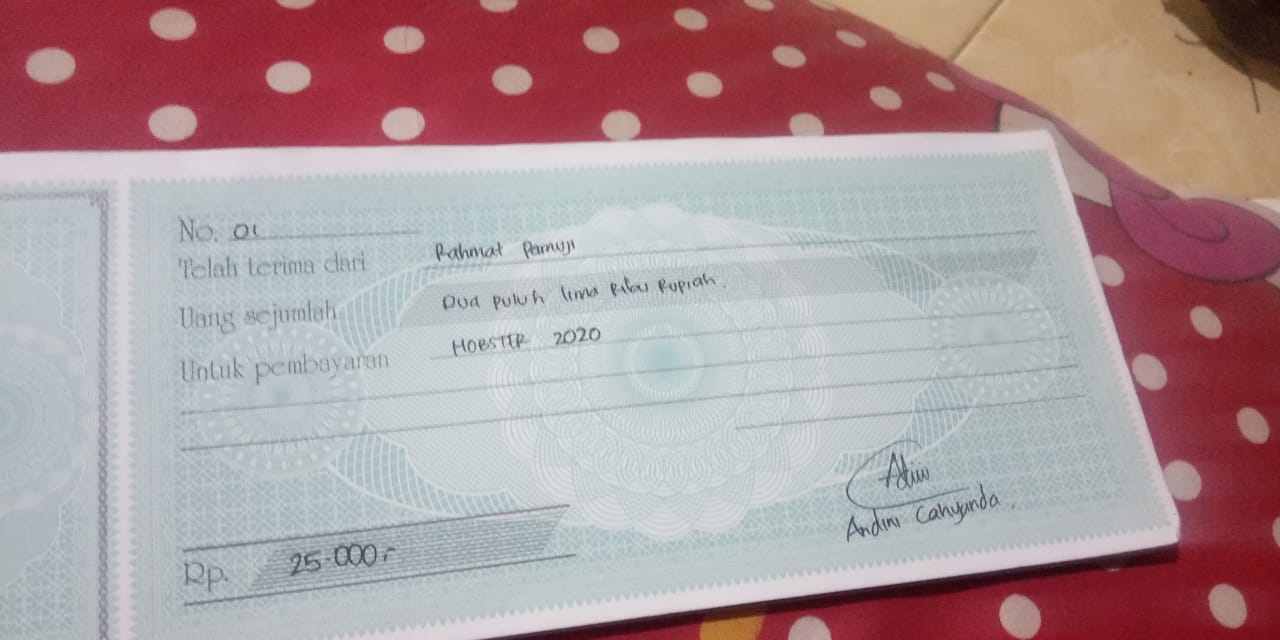 No. 01
Telah terima dari Rahmat Pamuji
Uang sejumlah Dua puluh lima Ribu Rupiah.
Untuk pembayaran HOBSTER 2020
Andini Cahyanda.
Rp. 25.000,-